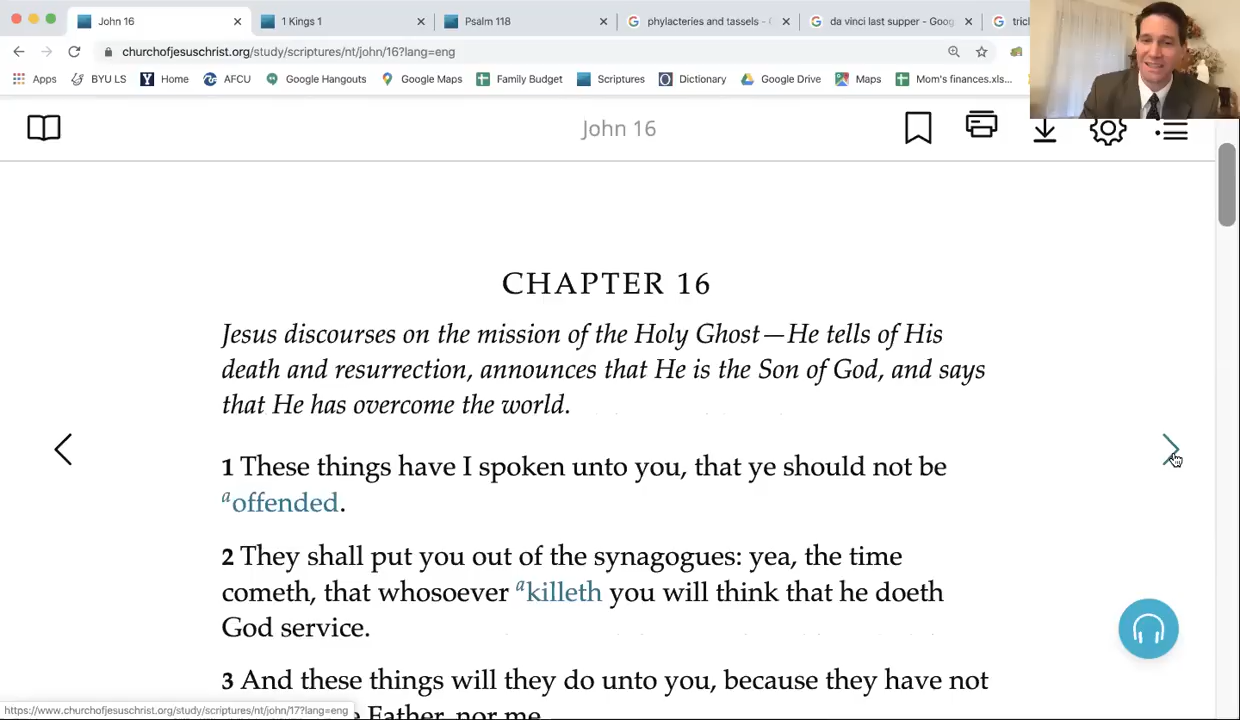 John 16
1 Kings 1
Psalm 118
phylacteries and tassels - G
da vinci last supper - Goog
tricl
churchofjesuschrist.org/study/scriptures/nt/john/16?lang=eng
Apps
BYU LS
Home
AFCU
Google Hangouts
Google Maps
Family Budget
Scriptures
Dictionary
Google Drive
Maps
Mom's finances.xls...
John 16
CHAPTER 16
Jesus discourses on the mission of the Holy Ghost—He tells of His
death and resurrection, announces that He is the Son of God, and says
that He has overcome the world.
1 These things have I spoken unto you, that ye should not be
a offended.
2 They shall put you out of the synagogues: yea, the time
cometh, that whosoever a killeth you will think that he doeth
God service.
3 And these things will they do unto you, because they have not
https://www.churchofjesuschrist.org/study/scriptures/nt/john/17?lang=eng
Father, nor me.